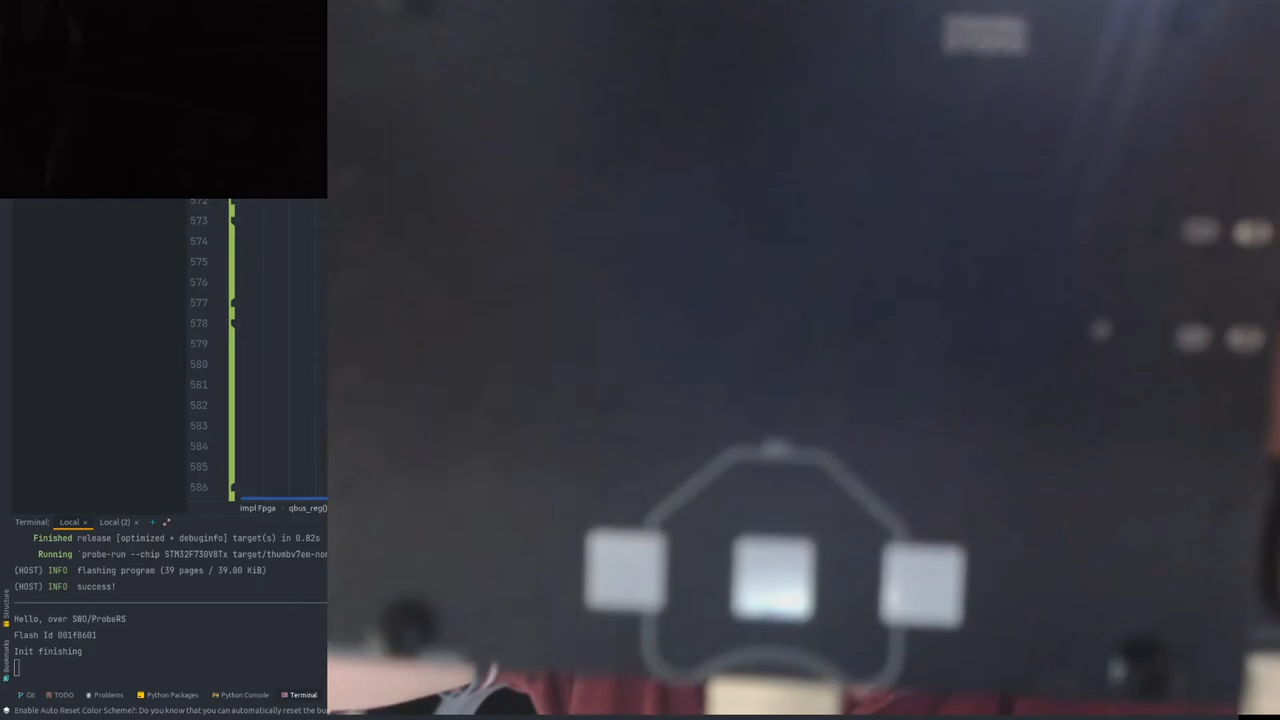 572
573
574
575
576
577
578
579
580
581
582
583
584
585
586
impl Fpga › qbus_reg()
Terminal: Local × Local (2) × +
Finished release [optimized + debuginfo] target(s) in 0.82s
Running `probe-run --chip STM32F730V8Tx target/thumbv7em-non
(HOST) INFO flashing program (39 pages / 39.00 KiB)
(HOST) INFO success!
Hello, over SWO/ProbeRS
Flash Id 001f8601
Init finishing
Structure
Bookmarks
Git TODO Problems Python Packages Python Console Terminal
Enable Auto Reset Color Scheme?: Do you know that you can automatically reset the bu